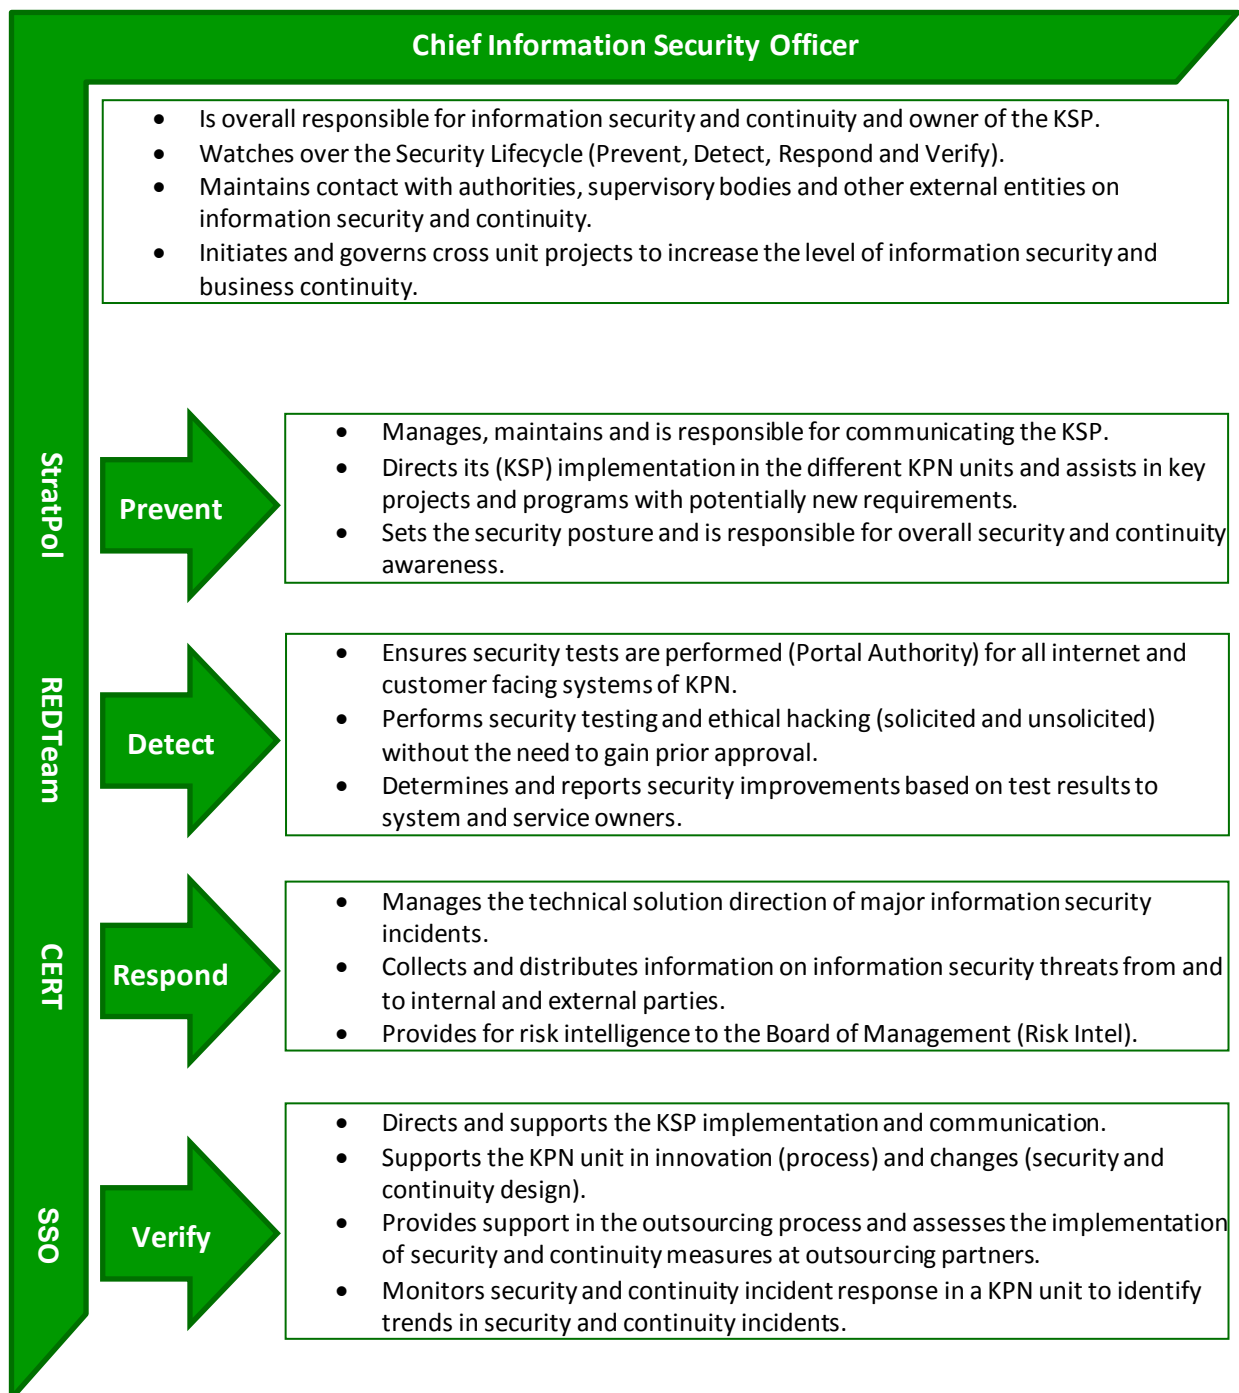 Chief Information Security Officer
• Is overall responsible for information security and continuity and owner of the KSP.
• Watches over the Security Lifecycle (Prevent, Detect, Respond and Verify).
• Maintains contact with authorities, supervisory bodies and other external entities on
information security and continuity.
• Initiates and governs cross unit projects to increase the level of information security and
business continuity.
StratPol
Prevent
• Manages, maintains and is responsible for communicating the KSP.
• Directs its (KSP) implementation in the different KPN units and assists in key
projects and programs with potentially new requirements.
• Sets the security posture and is responsible for overall security and continuity
awareness.
REDTeam
Detect
• Ensures security tests are performed (Portal Authority) for all internet and
customer facing systems of KPN.
• Performs security testing and ethical hacking (solicited and unsolicited)
without the need to gain prior approval.
• Determines and reports security improvements based on test results to
system and service owners.
CERT
Respond
• Manages the technical solution direction of major information security
incidents.
• Collects and distributes information on information security threats from and
to internal and external parties.
• Provides for risk intelligence to the Board of Management (Risk Intel).
SSO
Verify
• Directs and supports the KSP implementation and communication.
• Supports the KPN unit in innovation (process) and changes (security and
continuity design).
• Provides support in the outsourcing process and assesses the implementation
of security and continuity measures at outsourcing partners.
• Monitors security and continuity incident response in a KPN unit to identify
trends in security and continuity incidents.